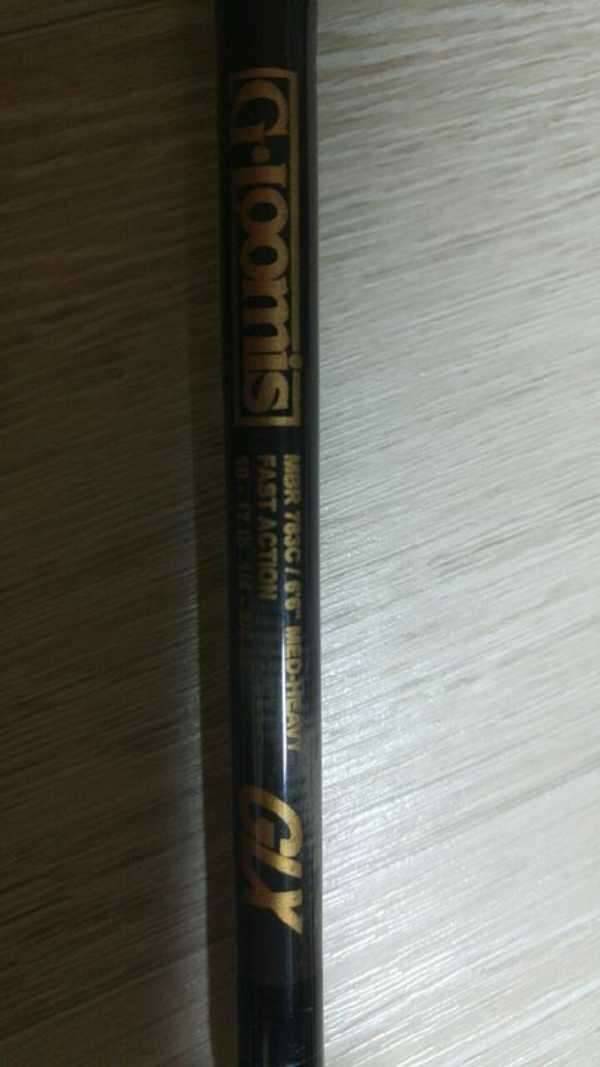 G·loomis
MBR 783C / 6'6" MED-HEAVY
FAST ACTION
GLX